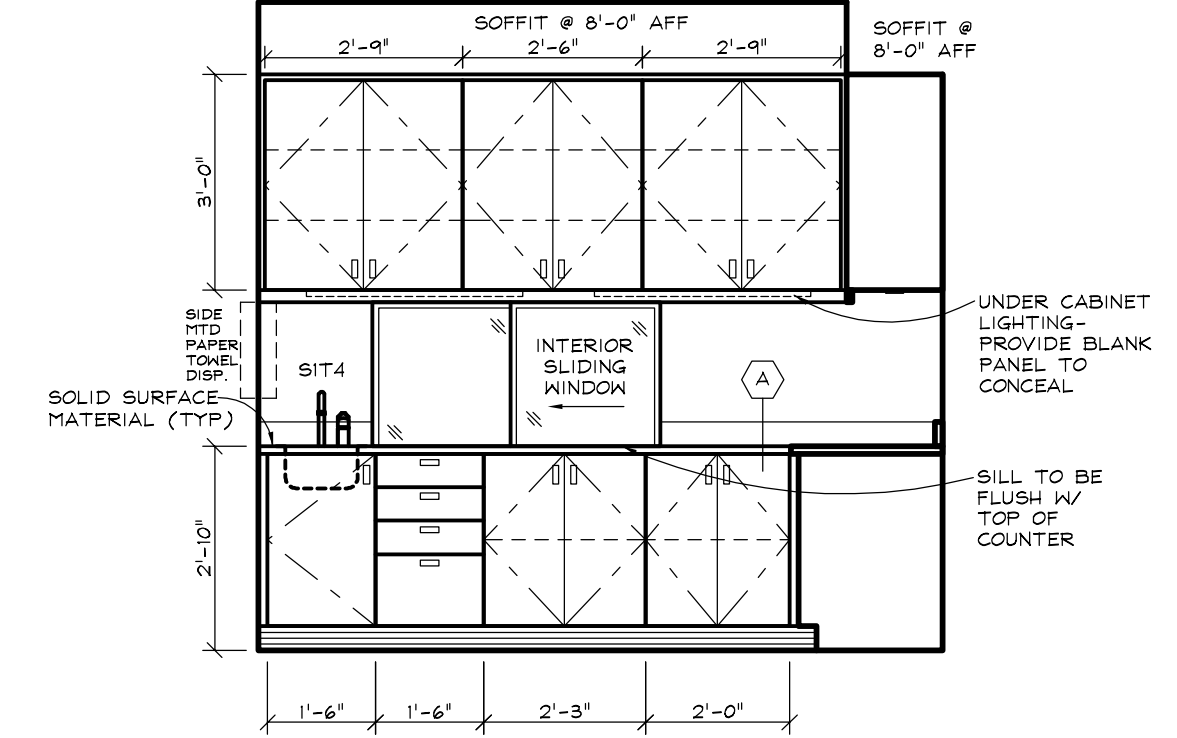 SOFFIT @ 8'-0" AFF
SOFFIT @
8'-0" AFF
2'-9"
2'-6"
2'-9"
3'-0"
SIDE
MTD
PAPER
TOWEL
DISP.
S1T4
SOLID SURFACE
MATERIAL (TYP)
INTERIOR
SLIDING
WINDOW
A
UNDER CABINET
LIGHTING-
PROVIDE BLANK
PANEL TO
CONCEAL
SILL TO BE
FLUSH W/
TOP OF
COUNTER
2'-10"
1'-6"
1'-6"
2'-3"
2'-0"